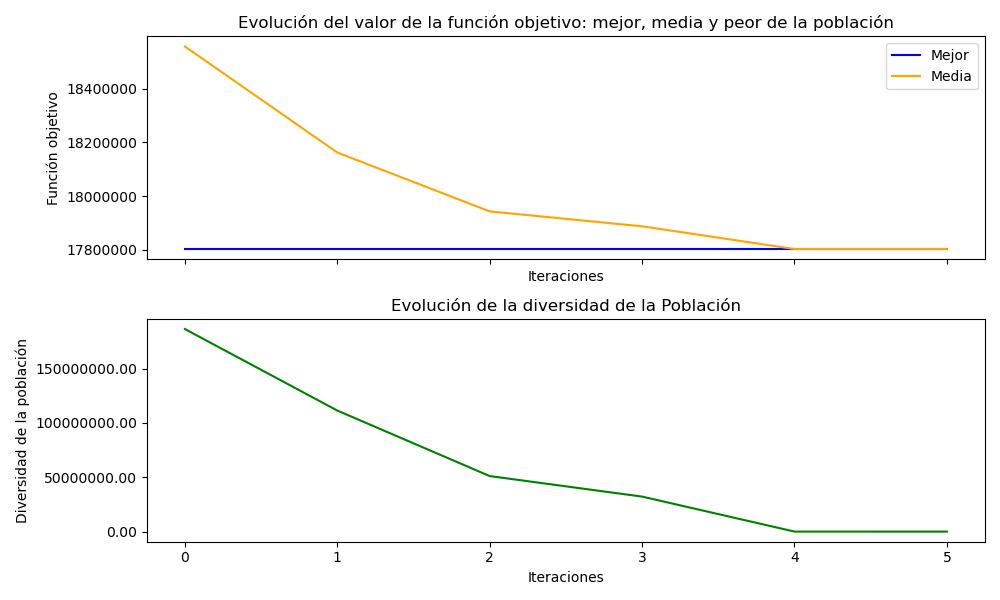 Evolución del valor de la función objetivo: mejor, media y peor de la población
Función objetivo
18400000
18200000
18000000
17800000
Mejor
Media
Iteraciones
Evolución de la diversidad de la Población
Diversidad de la población
150000000.00
100000000.00
50000000.00
0.00
0 1 2 3 4 5
Iteraciones